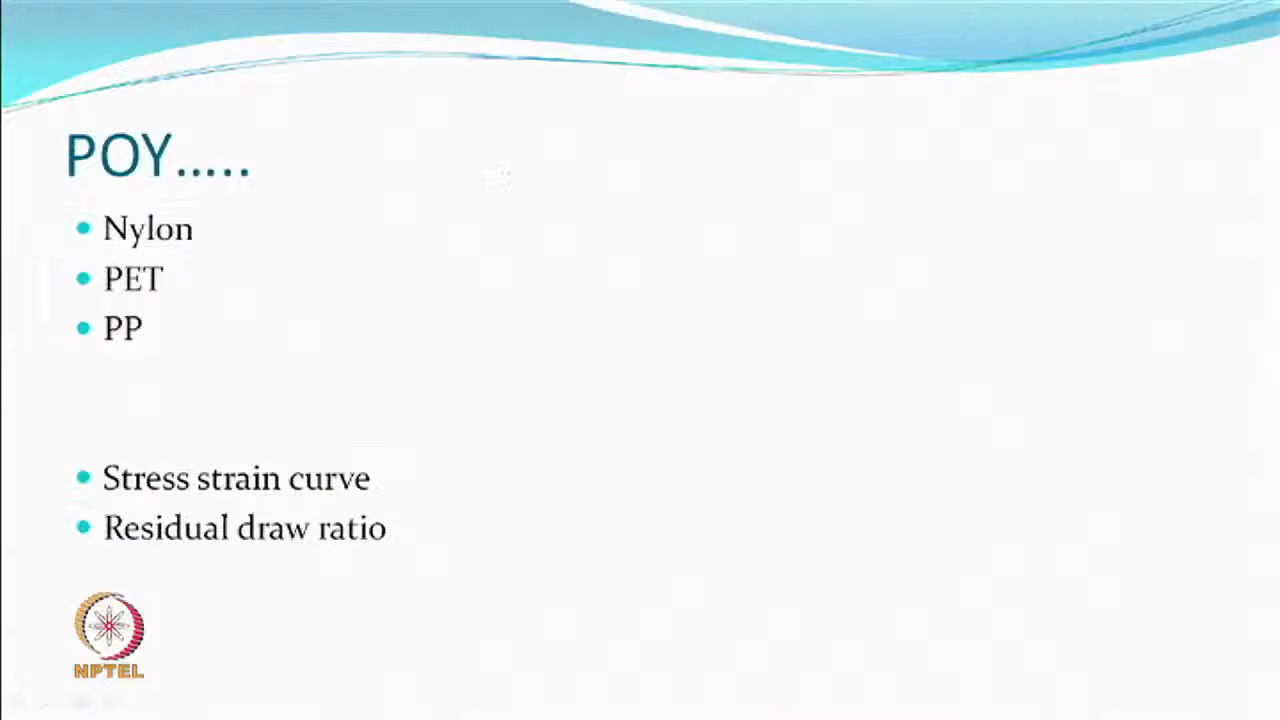 POY.....
Nylon
PET
PP
Stress strain curve
Residual draw ratio
NPTEL